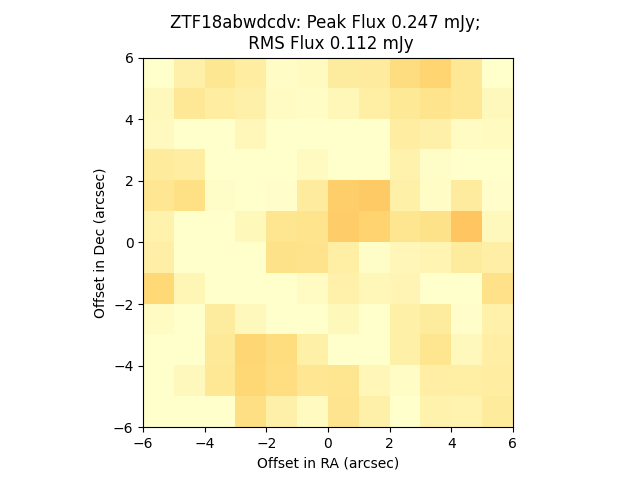 ZTF18abwdcdv: Peak Flux 0.247 mJy;
RMS Flux 0.112 mJy
6
4
2
0
−2
−4
−6
Offset in Dec (arcsec)
−6 −4 −2 0 2 4 6
Offset in RA (arcsec)